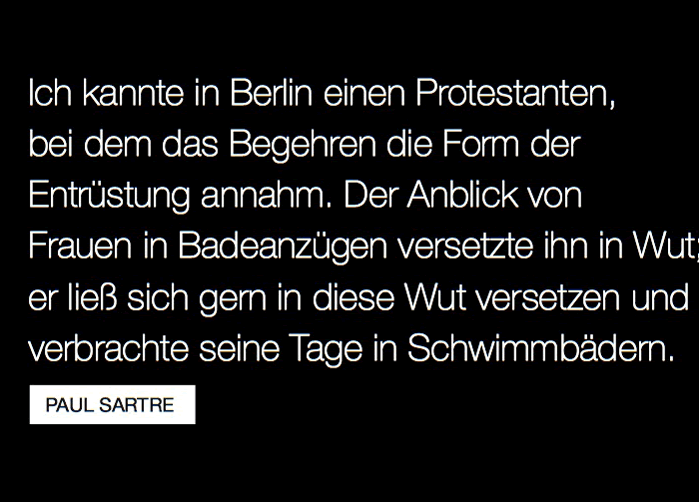 Ich kannte in Berlin einen Protestanten,
bei dem das Begehren die Form der
Entrüstung annahm. Der Anblick von
Frauen in Badeanzügen versetzte ihn in Wut;
er ließ sich gern in diese Wut versetzen und
verbrachte seine Tage in Schwimmbädern.
PAUL SARTRE